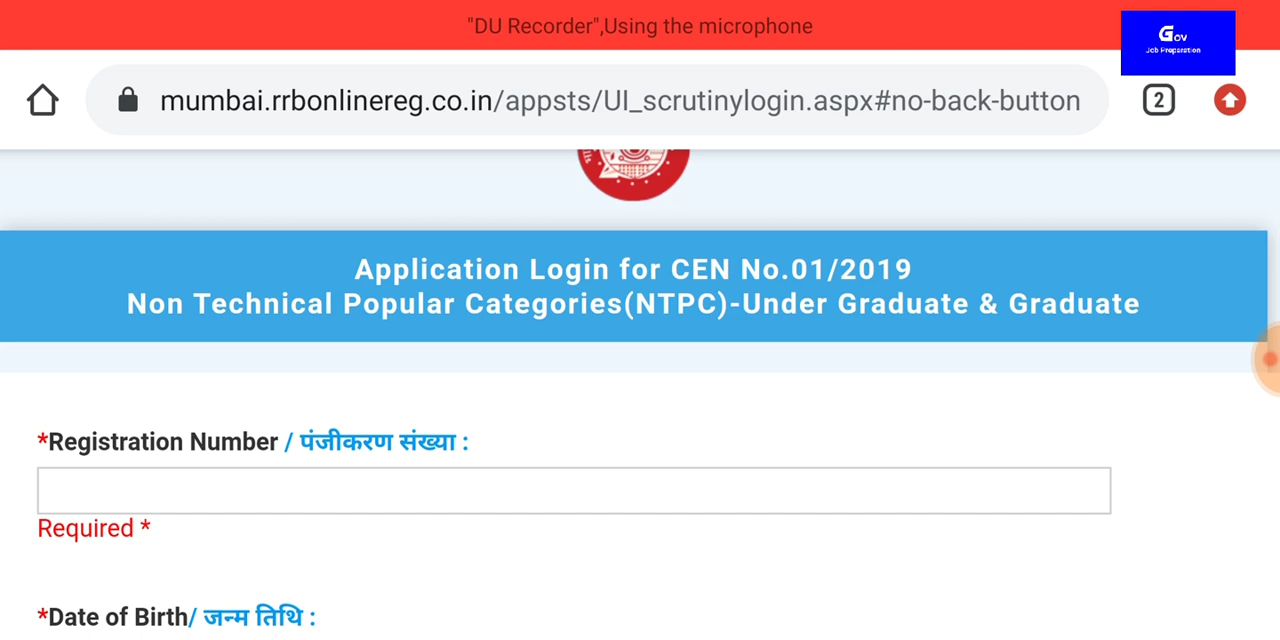 "DU Recorder",Using the microphone
Gov
Job Preparation
mumbai.rrbonlinereg.co.in/appsts/UI_scrutinylogin.aspx#no-back-button
2
Application Login for CEN No.01/2019
Non Technical Popular Categories(NTPC)-Under Graduate & Graduate
*Registration Number / पंजीकरण संख्या :
Required *
*Date of Birth/ जन्म तिथि :